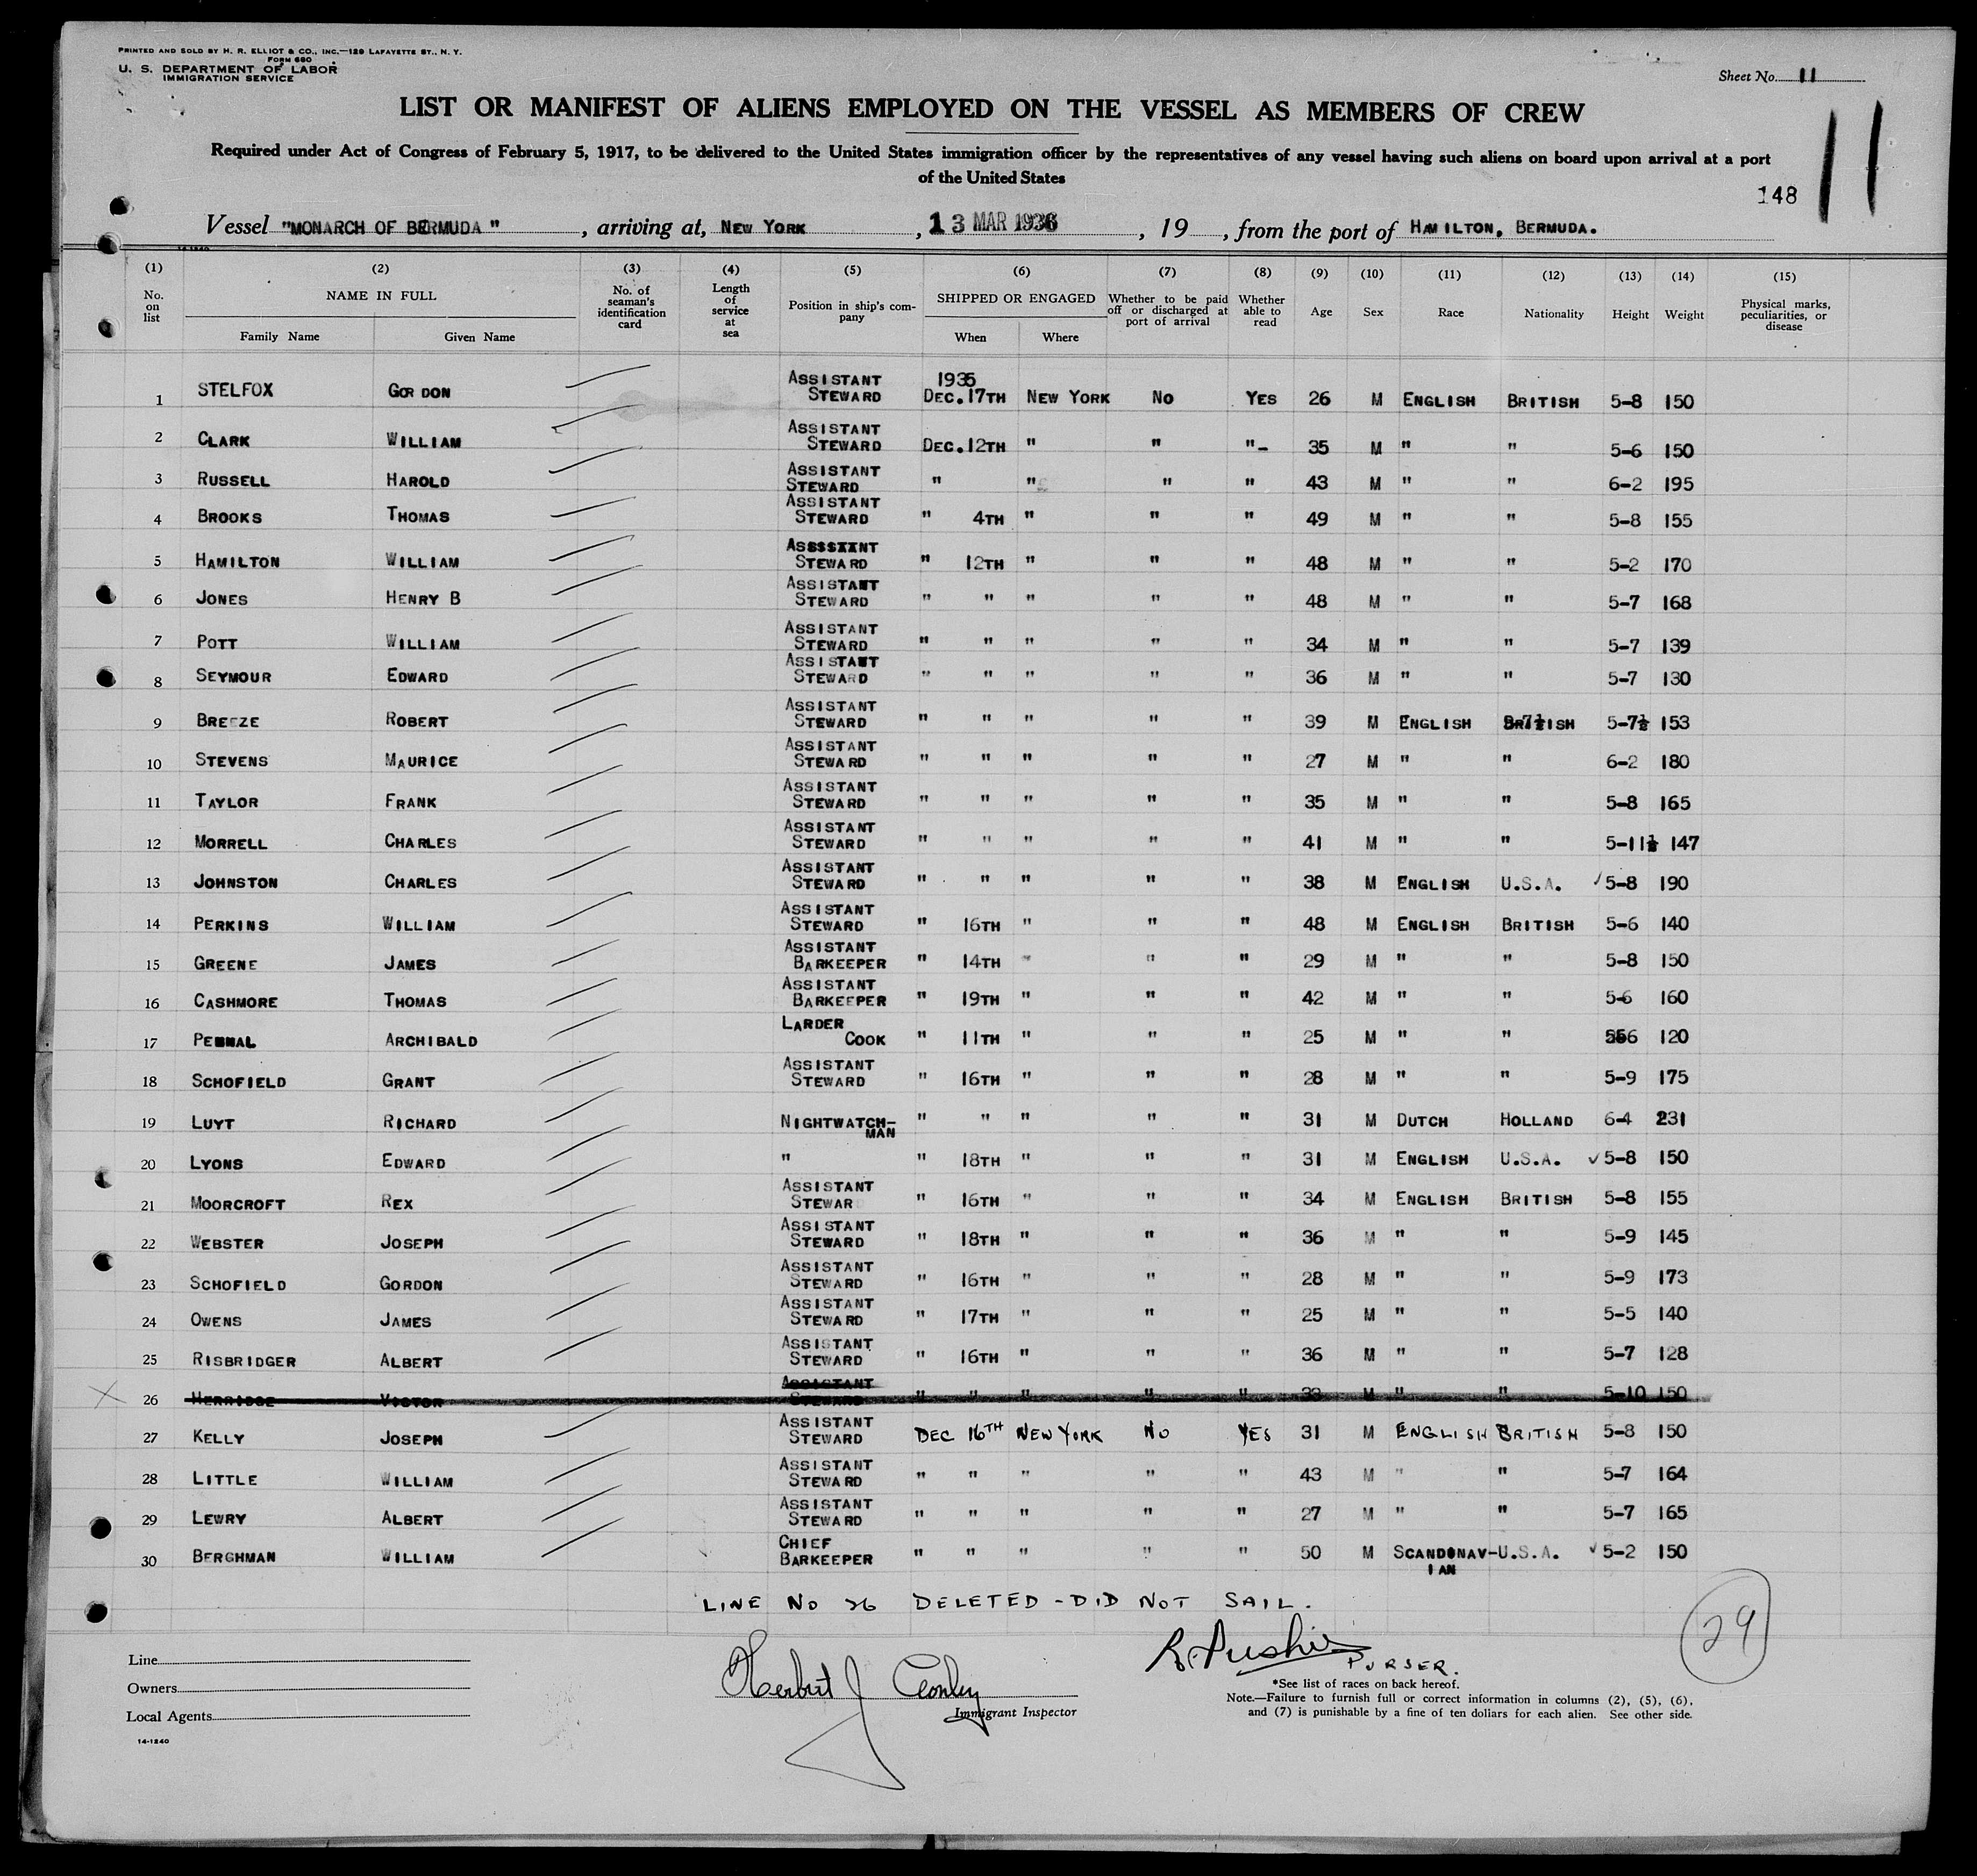 PRINTED AND SOLD BY H. R. ELLIOT & CO., INC.—129 LAFAYETTE ST., N. Y.
FORM 680
U. S. DEPARTMENT OF LABOR
IMMIGRATION SERVICE
Sheet No. 11
LIST OR MANIFEST OF ALIENS EMPLOYED ON THE VESSEL AS MEMBERS OF CREW
11
Required under Act of Congress of February 5, 1917, to be delivered to the United States immigration officer by the representatives of any vessel having such aliens on board upon arrival at a port
of the United States
148
Vessel "MONARCH OF BERMUDA", arriving at, NEW YORK, 13 MAR 1936, 19, from the port of HAMILTON, BERMUDA.
14-1240
(1) (2) (3) (4) (5) (6) (7) (8) (9) (10) (11) (12) (13) (14) (15)
No. on list NAME IN FULL Family Name Given Name No. of seaman's identification card Length of service at sea Position in ship's company SHIPPED OR ENGAGED When Where Whether to be paid off or discharged at port of arrival Whether able to read Age Sex Race Nationality Height Weight Physical marks, peculiarities, or disease
1 STELFOX GORDON ASSISTANT STEWARD 1935 DEC.17TH NEW YORK NO YES 26 M ENGLISH BRITISH 5-8 150
2 CLARK WILLIAM ASSISTANT STEWARD DEC.12TH " " "- 35 M " " 5-6 150
3 RUSSELL HAROLD ASSISTANT STEWARD " " " " 43 M " " 6-2 195
4 BROOKS THOMAS ASSISTANT STEWARD " 4TH " " " 49 M " " 5-8 155
5 HAMILTON WILLIAM ASSSSIXNT STEWARD " 12TH " " " 48 M " " 5-2 170
6 JONES HENRY B ASSISTANT STEWARD " " " " " 48 M " " 5-7 168
7 POTT WILLIAM ASSISTANT STEWARD " " " " " 34 M " " 5-7 139
8 SEYMOUR EDWARD ASSISTANT STEWARD " " " " " 36 M " " 5-7 130
9 BREEZE ROBERT ASSISTANT STEWARD " " " " " 39 M ENGLISH BRITISH 5-7½ 153
10 STEVENS MAURICE ASSISTANT STEWARD " " " " " 27 M " " 6-2 180
11 TAYLOR FRANK ASSISTANT STEWARD " " " " " 35 M " " 5-8 165
12 MORRELL CHARLES ASSISTANT STEWARD " " " " " 41 M " " 5-11½ 147
13 JOHNSTON CHARLES ASSISTANT STEWARD " " " " " 38 M ENGLISH U.S.A. ✓ 5-8 190
14 PERKINS WILLIAM ASSISTANT STEWARD " 16TH " " " 48 M ENGLISH BRITISH 5-6 140
15 GREENE JAMES ASSISTANT BARKEEPER " 14TH " " " 29 M " " 5-8 150
16 CASHMORE THOMAS ASSISTANT BARKEEPER " 19TH " " " 42 M " " 5-6 160
17 ARCHIBALD LARDER COOK " 11TH " " " 25 M " " 120
18 SCHOFIELD GRANT ASSISTANT STEWARD " 16TH " " " 28 M " " 5-9 175
19 LUYT RICHARD NIGHTWATCH-MAN " " " " " 31 M DUTCH HOLLAND 6-4 231
20 LYONS EDWARD " " 18TH " " " 31 M ENGLISH U.S.A. ✓ 5-8 150
21 MOORCROFT REX ASSISTANT STEWAR " 16TH " " " 34 M ENGLISH BRITISH 5-8 155
22 WEBSTER JOSEPH ASSISTANT STEWARD " 18TH " " " 36 M " " 5-9 145
23 SCHOFIELD GORDON ASSISTANT STEWARD " 16TH " " " 28 M " " 5-9 173
24 OWENS JAMES ASSISTANT STEWARD " 17TH " " " 25 M " " 5-5 140
25 RISBRIDGER ALBERT ASSISTANT STEWARD " 16TH " " " 36 M " " 5-7 128
26 HERRIDGE VICTOR ASSISTANT STEWARD " " " " " 33 M " " 5-10 150
27 KELLY JOSEPH ASSISTANT STEWARD DEC 16TH NEW YORK NO YES 31 M ENGLISH BRITISH 5-8 150
28 LITTLE WILLIAM ASSISTANT STEWARD " " " " " 43 M " " 5-7 164
29 LEWRY ALBERT ASSISTANT STEWARD " " " " " 27 M " " 5-7 165
30 BERGHMAN WILLIAM CHIEF BARKEEPER " " " " " 50 M SCANDONAV-IAN U.S.A. ✓ 5-2 150
LINE NO 26 DELETED - DID NOT SAIL.
29
Line
Owners
Local Agents
14-1240
Herbert J Conley
Immigrant Inspector
PURSER.
*See list of races on back hereof.
Note.—Failure to furnish full or correct information in columns (2), (5), (6),
and (7) is punishable by a fine of ten dollars for each alien. See other side.